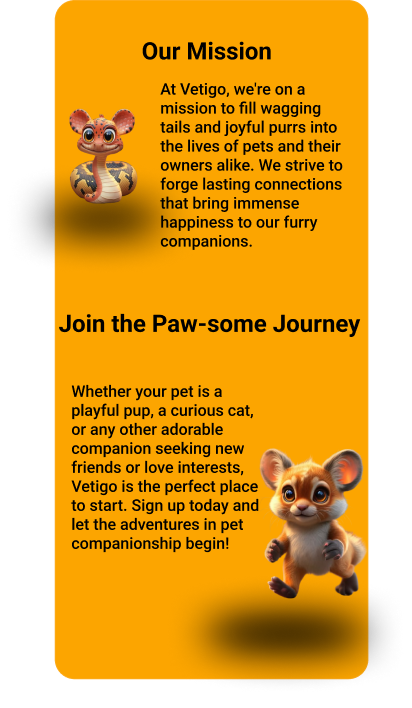 Our Mission
At Vetigo, we're on a
mission to fill wagging
tails and joyful purrs into
the lives of pets and their
owners alike. We strive to
forge lasting connections
that bring immense
happiness to our furry
companions.
Join the Paw-some Journey
Whether your pet is a
playful pup, a curious cat,
or any other adorable
companion seeking new
friends or love interests,
Vetigo is the perfect place
to start. Sign up today and
let the adventures in pet
companionship begin!